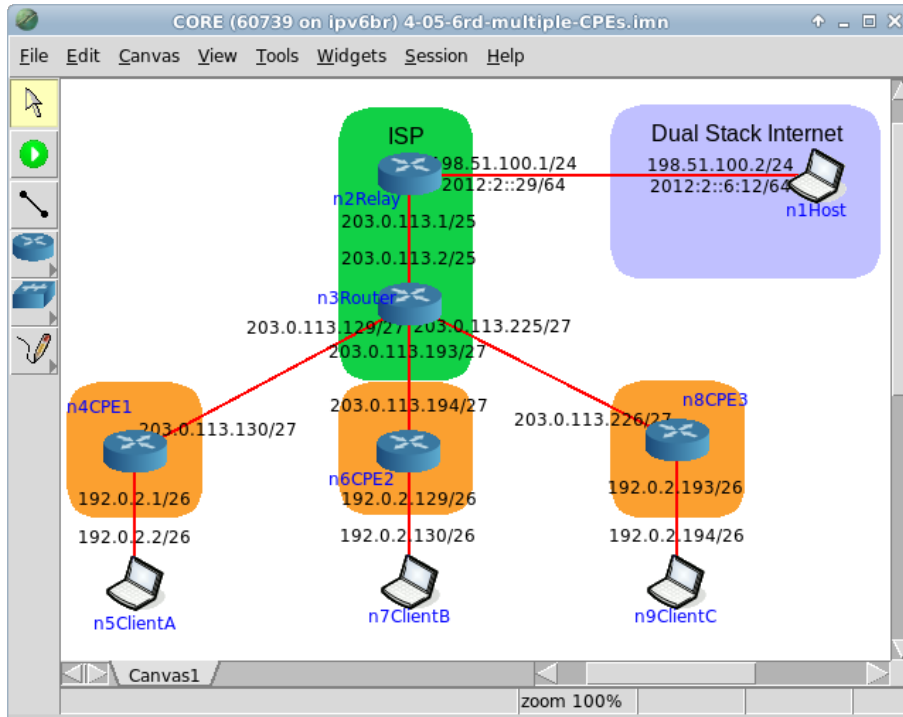 CORE (60739 on ipv6br) 4-05-6rd-multiple-CPEs.imn
File Edit Canvas View Tools Widgets Session Help
ISP
Dual Stack Internet
198.51.100.1/24
198.51.100.2/24
2012:2::29/64
2012:2::6:12/64
n2Relay
n1Host
203.0.113.1/25
203.0.113.2/25
n3Router
203.0.113.129/27
203.0.113.225/27
203.0.113.193/27
n4CPE1
203.0.113.194/27
n8CPE3
203.0.113.130/27
203.0.113.226/27
n6CPE2
192.0.2.1/26
192.0.2.129/26
192.0.2.193/26
192.0.2.2/26
192.0.2.130/26
192.0.2.194/26
n5ClientA
n7ClientB
n9ClientC
Canvas1
zoom 100%